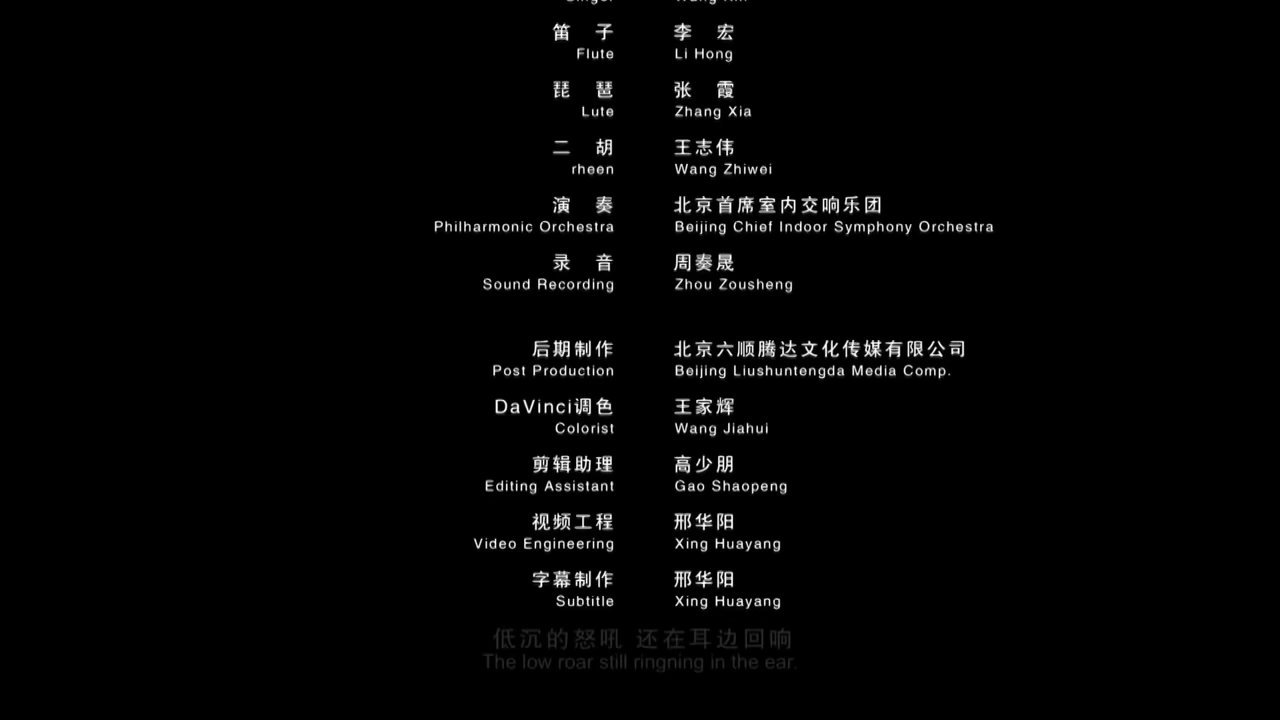 笛 子 李 宏
Flute Li Hong
琵 琶 张 霞
Lute Zhang Xia
二 胡 王志伟
rheen Wang Zhiwei
演 奏 北京首席室内交响乐团
Philharmonic Orchestra Beijing Chief Indoor Symphony Orchestra
录 音 周奏晟
Sound Recording Zhou Zousheng
后期制作 北京六顺腾达文化传媒有限公司
Post Production Beijing Liushuntengda Media Comp.
DaVinci调色 王家辉
Colorist Wang Jiahui
剪辑助理 高少朋
Editing Assistant Gao Shaopeng
视频工程 邢华阳
Video Engineering Xing Huayang
字幕制作 邢华阳
Subtitle Xing Huayang
低沉的怒吼 还在耳边回响
The low roar still ringning in the ear.